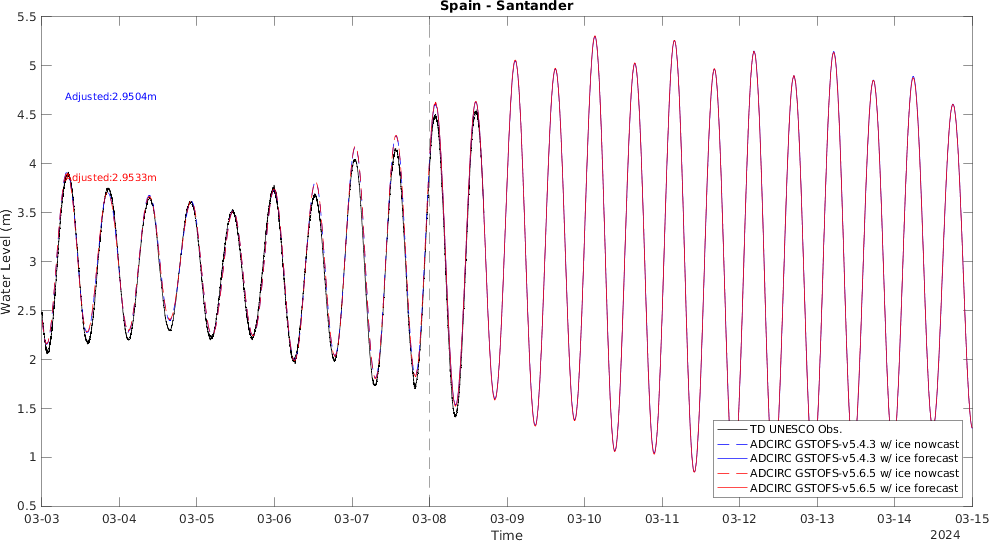 Spain - Santander
5.5
5
4.5
4
3.5
3
2.5
2
1.5
1
0.5
Water Level (m)
Adjusted:2.9504m
Adjusted:2.9533m
TD UNESCO Obs.
ADCIRC GSTOFS-v5.4.3 w/ ice nowcast
ADCIRC GSTOFS-v5.4.3 w/ ice forecast
ADCIRC GSTOFS-v5.6.5 w/ ice nowcast
ADCIRC GSTOFS-v5.6.5 w/ ice forecast
03-03 03-04 03-05 03-06 03-07 03-08 03-09 03-10 03-11 03-12 03-13 03-14 03-15
Time
2024